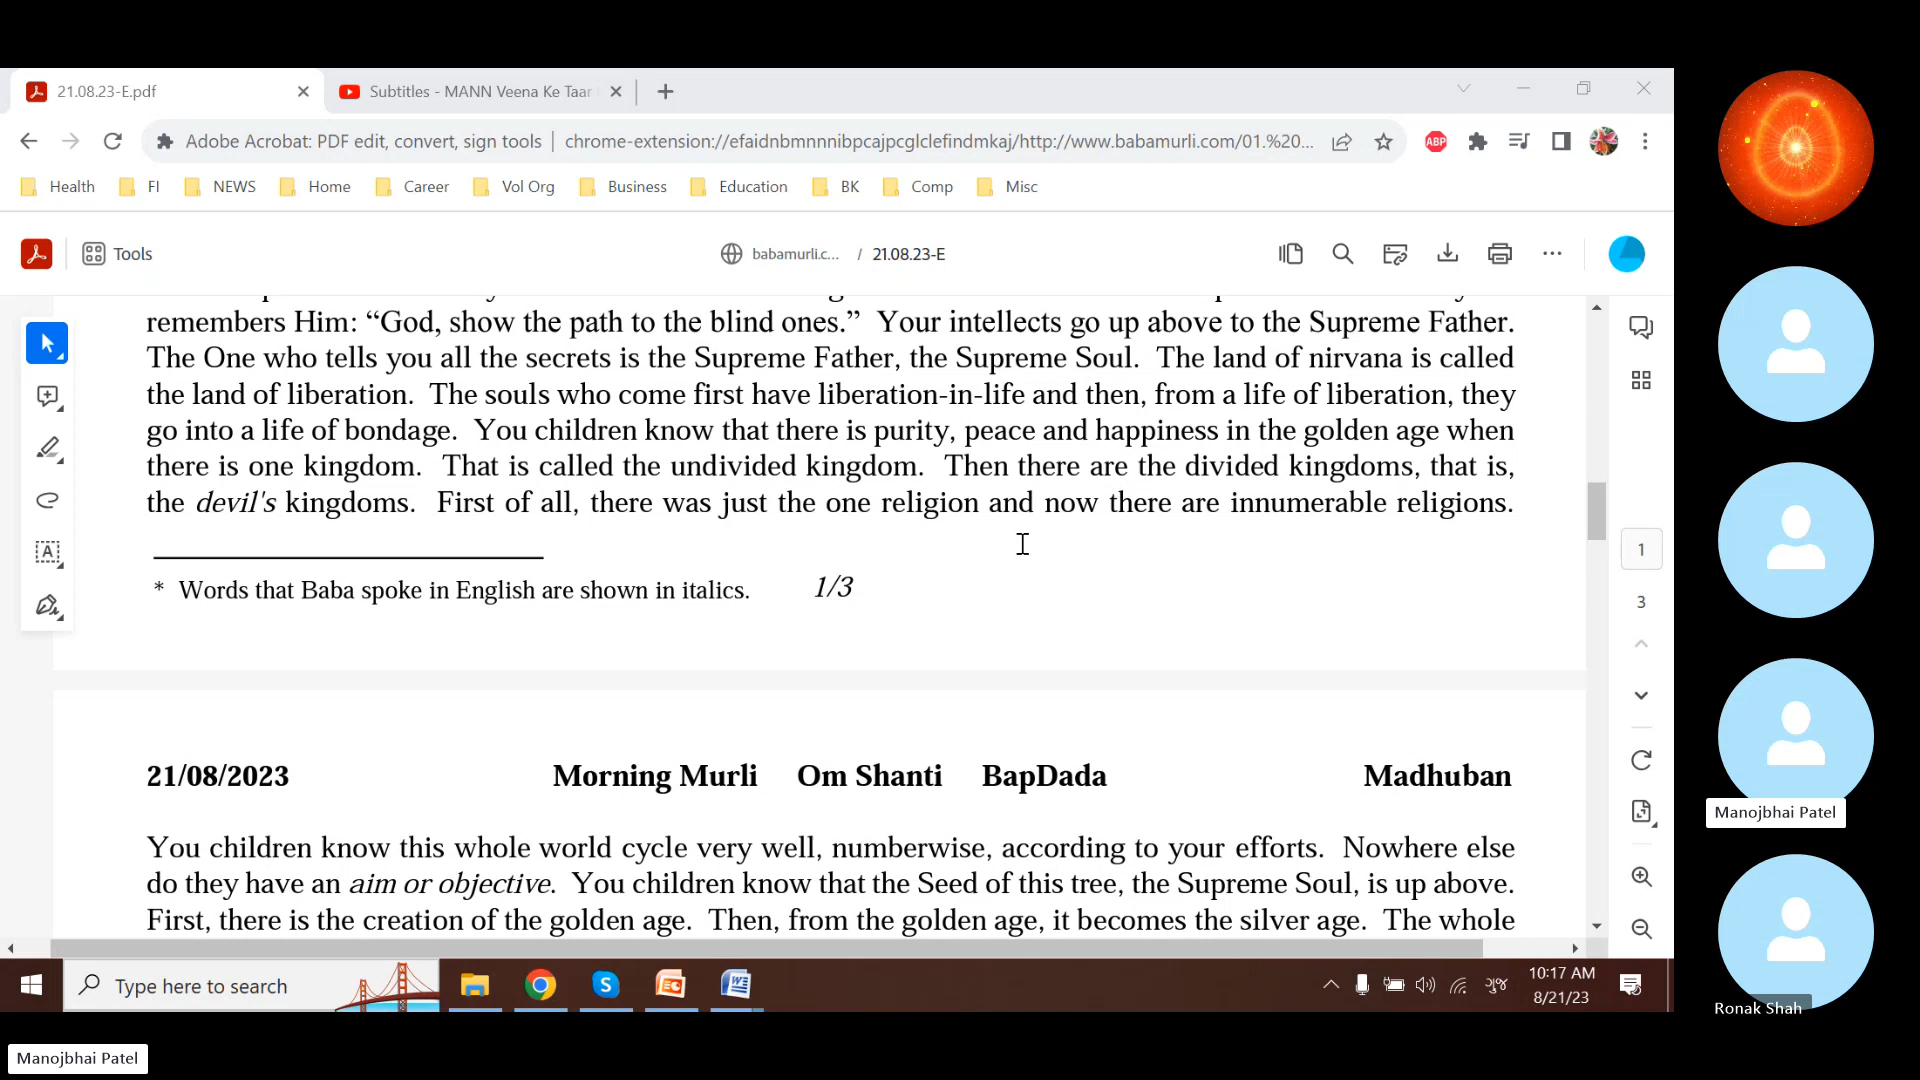 21.08.23-E.pdf
Subtitles - MANN Veena Ke Taar
Adobe Acrobat: PDF edit, convert, sign tools
chrome-extension://efaidnbmnnnibpcajpcglclefindmkaj/http://www.babamurli.com/01.%20...
ABP
Health FI NEWS Home Career Vol Org Business Education BK Comp Misc
Tools
babamurli.c... / 21.08.23-E
remembers Him: “God, show the path to the blind ones.” Your intellects go up above to the Supreme Father.
The One who tells you all the secrets is the Supreme Father, the Supreme Soul. The land of nirvana is called
the land of liberation. The souls who come first have liberation-in-life and then, from a life of liberation, they
go into a life of bondage. You children know that there is purity, peace and happiness in the golden age when
there is one kingdom. That is called the undivided kingdom. Then there are the divided kingdoms, that is,
the devil's kingdoms. First of all, there was just the one religion and now there are innumerable religions.
* Words that Baba spoke in English are shown in italics. 1/3
1
3
21/08/2023 Morning Murli Om Shanti BapDada Madhuban
You children know this whole world cycle very well, numberwise, according to your efforts. Nowhere else
do they have an aim or objective. You children know that the Seed of this tree, the Supreme Soul, is up above.
First, there is the creation of the golden age. Then, from the golden age, it becomes the silver age. The whole
Type here to search
ગુજ
10:17 AM
8/21/23
Manojbhai Patel
Ronak Shah
Manojbhai Patel